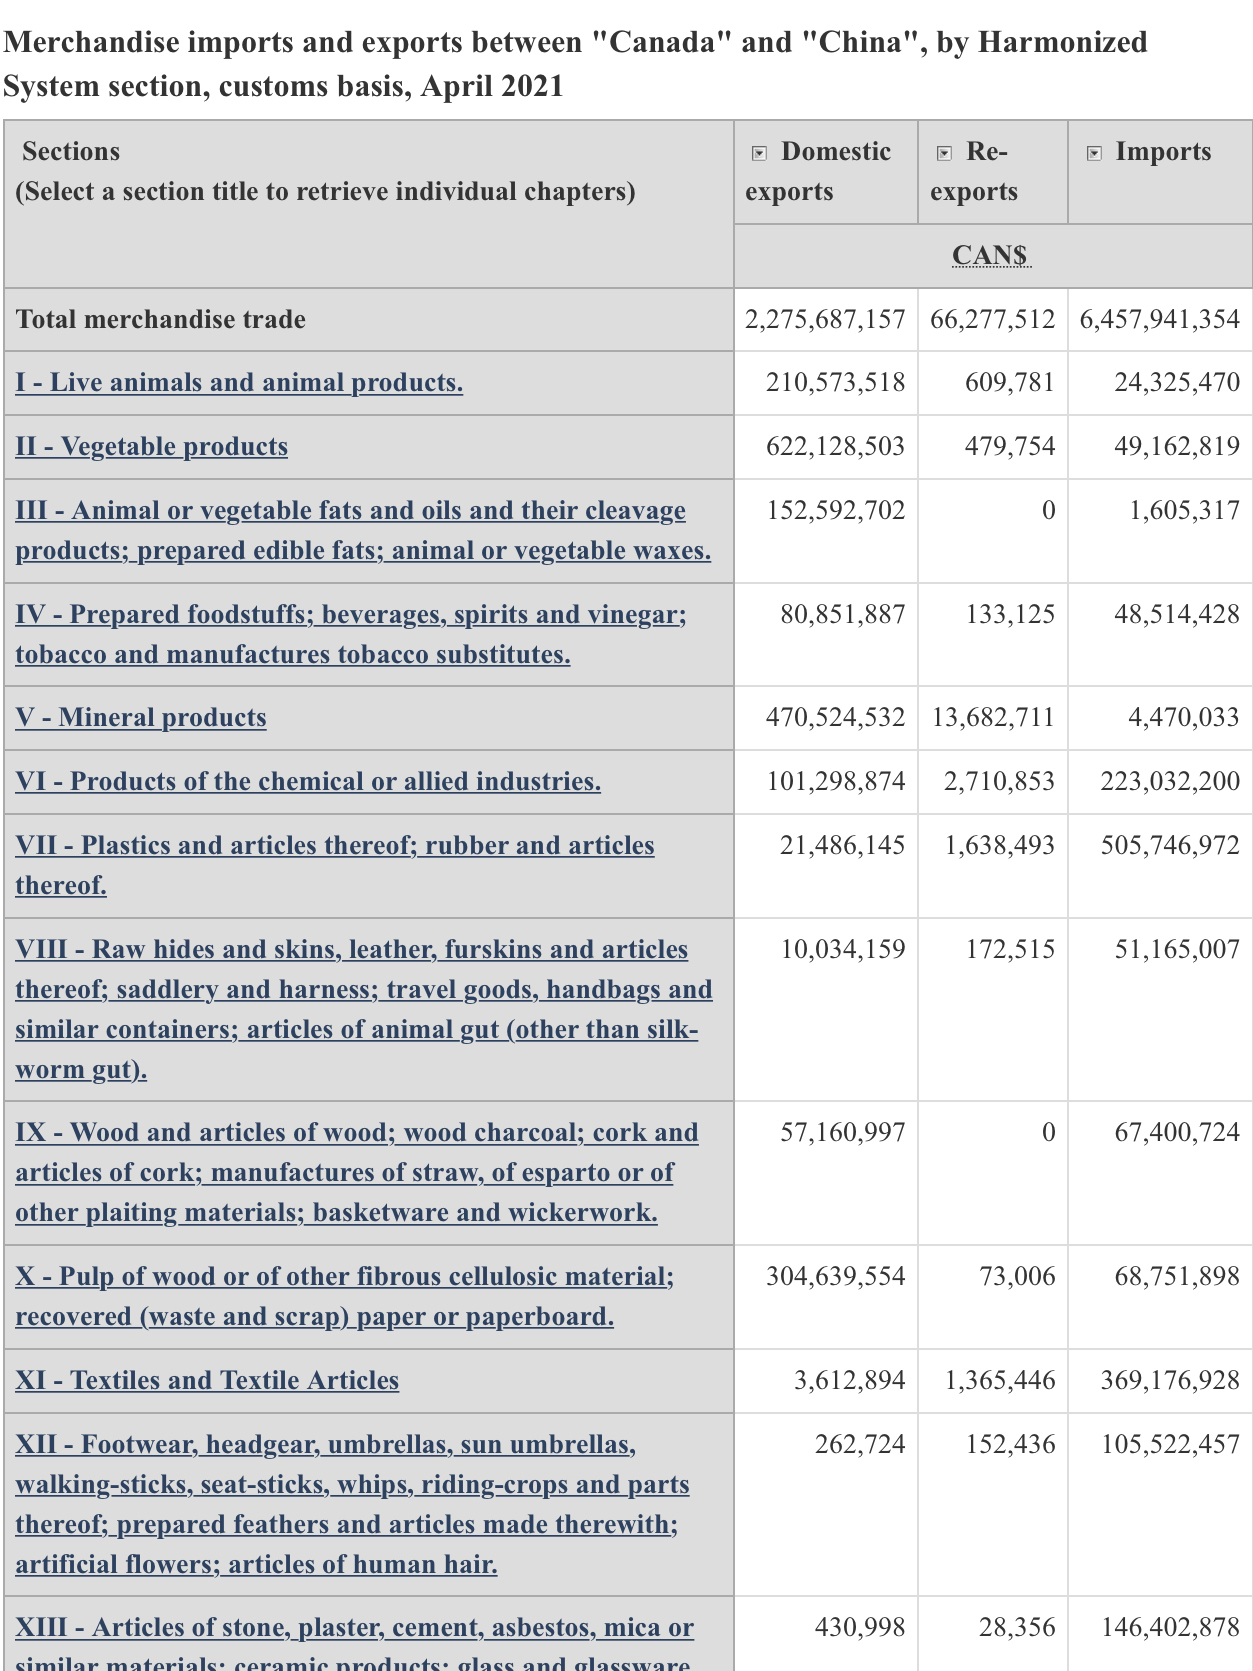 Merchandise imports and exports between "Canada" and "China", by Harmonized
System section, customs basis, April 2021
Sections
(Select a section title to retrieve individual chapters)
Domestic
exports
Re-
exports
Imports
CAN$
Total merchandise trade 2,275,687,157 66,277,512 6,457,941,354
I - Live animals and animal products. 210,573,518 609,781 24,325,470
II - Vegetable products 622,128,503 479,754 49,162,819
III - Animal or vegetable fats and oils and their cleavage 152,592,702 0 1,605,317
products; prepared edible fats; animal or vegetable waxes.
IV - Prepared foodstuffs; beverages, spirits and vinegar; 80,851,887 133,125 48,514,428
tobacco and manufactures tobacco substitutes.
V - Mineral products 470,524,532 13,682,711 4,470,033
VI - Products of the chemical or allied industries. 101,298,874 2,710,853 223,032,200
VII - Plastics and articles thereof; rubber and articles 21,486,145 1,638,493 505,746,972
thereof.
VIII - Raw hides and skins, leather, furskins and articles 10,034,159 172,515 51,165,007
thereof; saddlery and harness; travel goods, handbags and
similar containers; articles of animal gut (other than silk-
worm gut).
IX - Wood and articles of wood; wood charcoal; cork and 57,160,997 0 67,400,724
articles of cork; manufactures of straw, of esparto or of
other plaiting materials; basketware and wickerwork.
X - Pulp of wood or of other fibrous cellulosic material; 304,639,554 73,006 68,751,898
recovered (waste and scrap) paper or paperboard.
XI - Textiles and Textile Articles 3,612,894 1,365,446 369,176,928
XII - Footwear, headgear, umbrellas, sun umbrellas, 262,724 152,436 105,522,457
walking-sticks, seat-sticks, whips, riding-crops and parts
thereof; prepared feathers and articles made therewith;
artificial flowers; articles of human hair.
XIII - Articles of stone, plaster, cement, asbestos, mica or 430,998 28,356 146,402,878
similar materials; ceramic products; glass and glassware